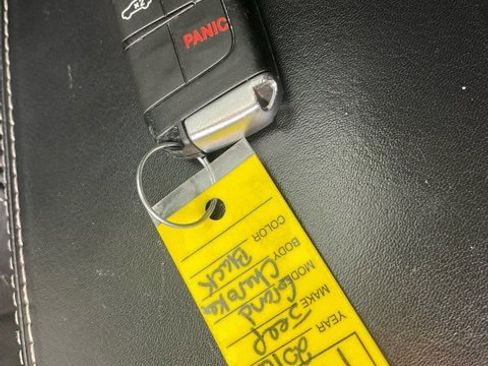 PANIC
YEAR
MAKE Jeep
MODEL Grand
BODY Cherokee
COLOR Black